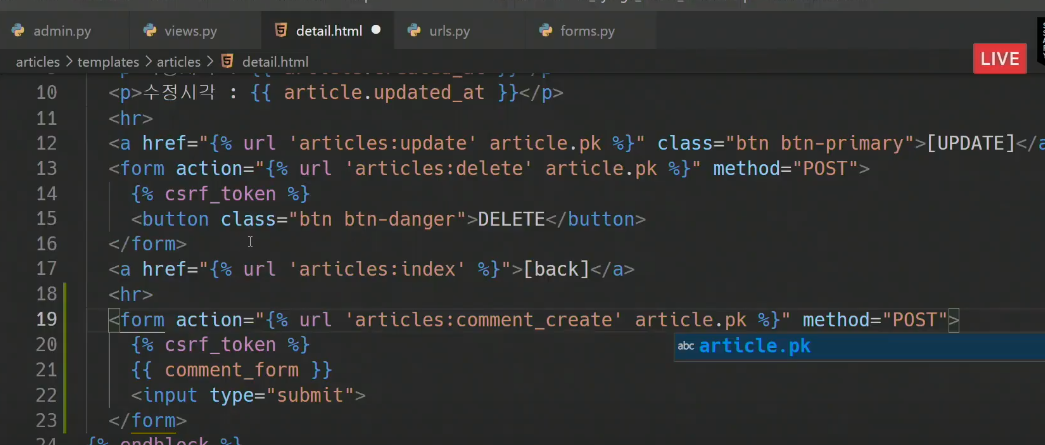 admin.py views.py detail.html urls.py forms.py
articles > templates > articles > detail.html
LIVE
10 <p>수정시각 : {{ article.updated_at }}</p>
11 <hr>
12 <a href="{% url 'articles:update' article.pk %}" class="btn btn-primary">[UPDATE]</a
13 <form action="{% url 'articles:delete' article.pk %}" method="POST">
14 {% csrf_token %}
15 <button class="btn btn-danger">DELETE</button>
16 </form>
17 <a href="{% url 'articles:index' %}">[back]</a>
18 <hr>
19 <form action="{% url 'articles:comment_create' article.pk %}" method="POST">
20 {% csrf_token %}
abc article.pk
21 {{ comment_form }}
22 <input type="submit">
23 </form>
24 {% endblock %}